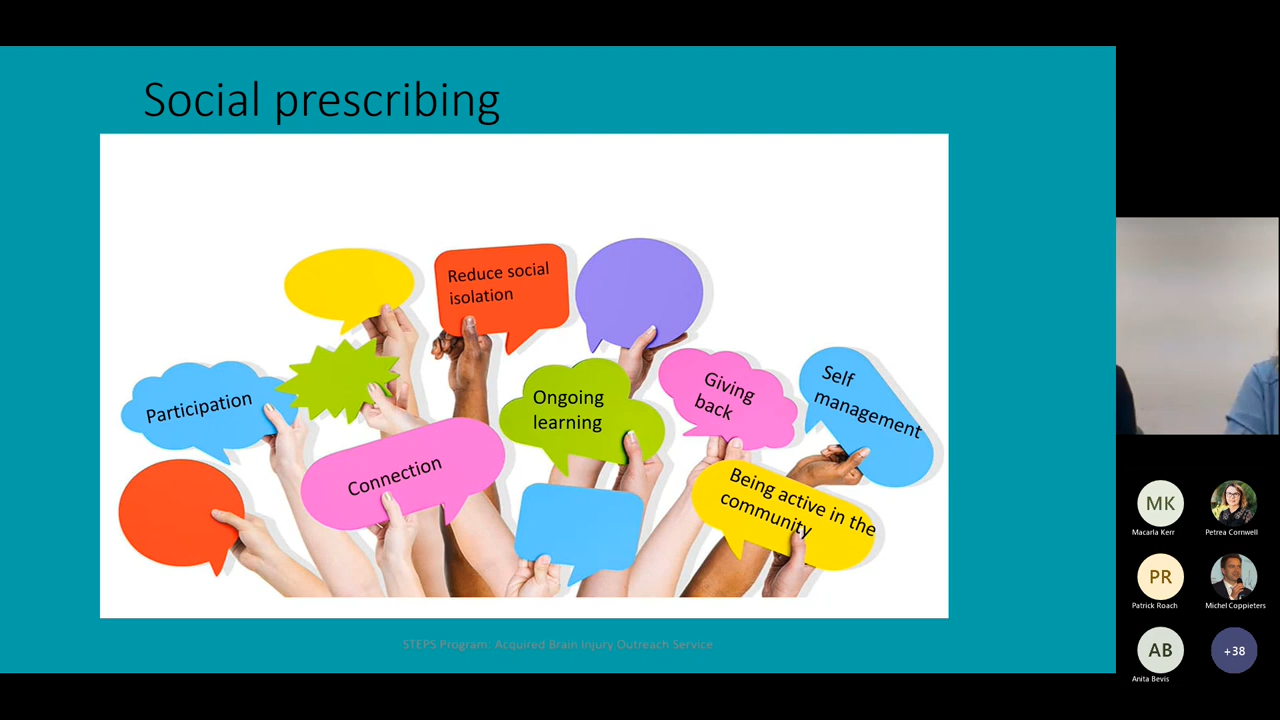 Social prescribing
Reduce social
isolation
Participation
Ongoing
learning
Giving
back
Self
management
Connection
Being active in the
community
STEPS Program: Acquired Brain Injury Outreach Service
MK
Macarla Kerr
Petrea Cornwell
PR
Patrick Roach
Michel Coppieters
AB
Anita Bevis
+38